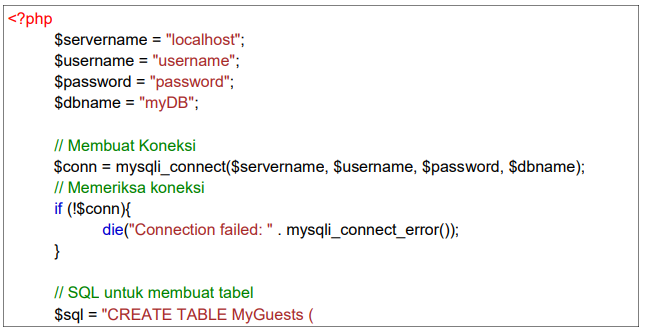 <?php
$servername = "localhost";
$username = "username";
$password = "password";
$dbname = "myDB";
// Membuat Koneksi
$conn = mysqli_connect($servername, $username, $password, $dbname);
// Memeriksa koneksi
if (!$conn){
die("Connection failed: " . mysqli_connect_error());
}
// SQL untuk membuat tabel
$sql = "CREATE TABLE MyGuests (